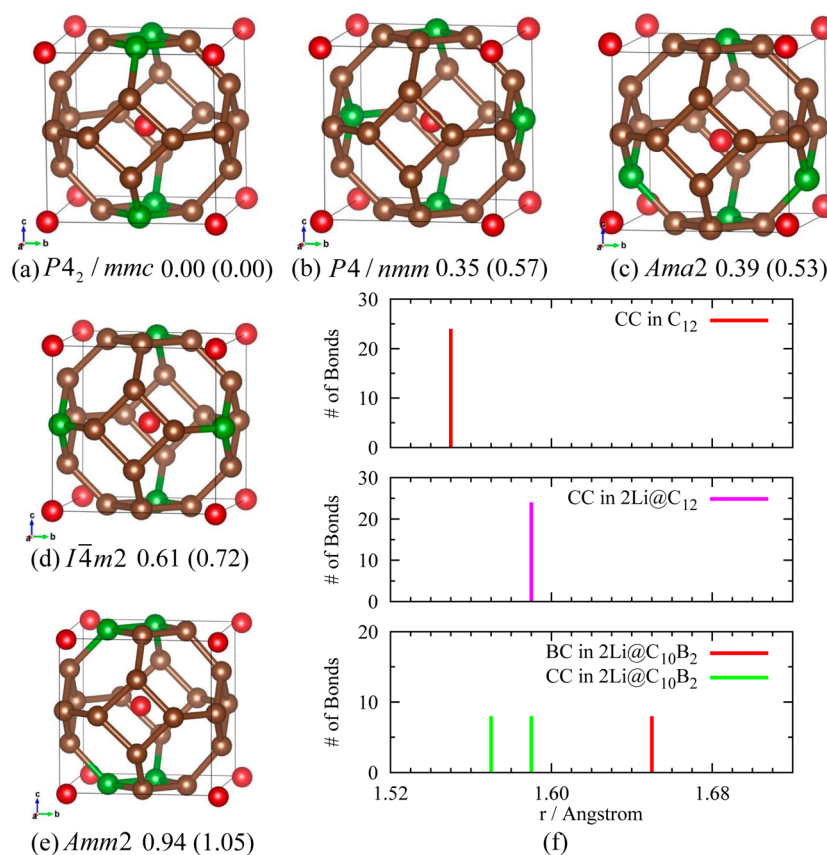 c
a b
(a) P4₂ / mmc 0.00 (0.00)
c
a b
(b) P4 / nmm 0.35 (0.57)
c
a b
(c) Ama2 0.39 (0.53)
c
a b
(d) I4̅m2 0.61 (0.72)
c
a b
(e) Amm2 0.94 (1.05)
30
20
10
0
# of Bonds
CC in C₁₂
30
20
10
0
# of Bonds
CC in 2Li@C₁₂
20
10
0
# of Bonds
BC in 2Li@C₁₀B₂
CC in 2Li@C₁₀B₂
1.52 1.60 1.68
r / Angstrom
(f)